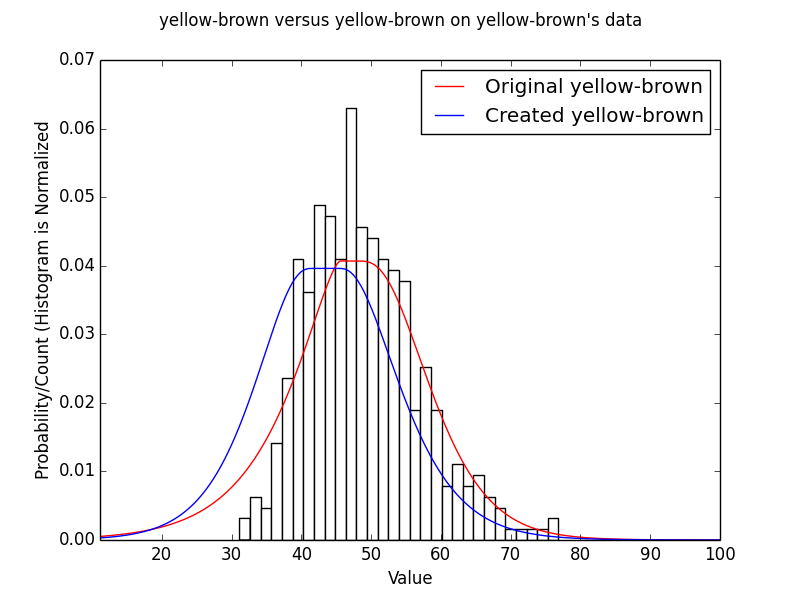 yellow-brown versus yellow-brown on yellow-brown's data
0.07
0.06
0.05
0.04
0.03
0.02
0.01
0.00
Probability/Count (Histogram is Normalized
Original yellow-brown
Created yellow-brown
20 30 40 50 60 70 80 90 100
Value